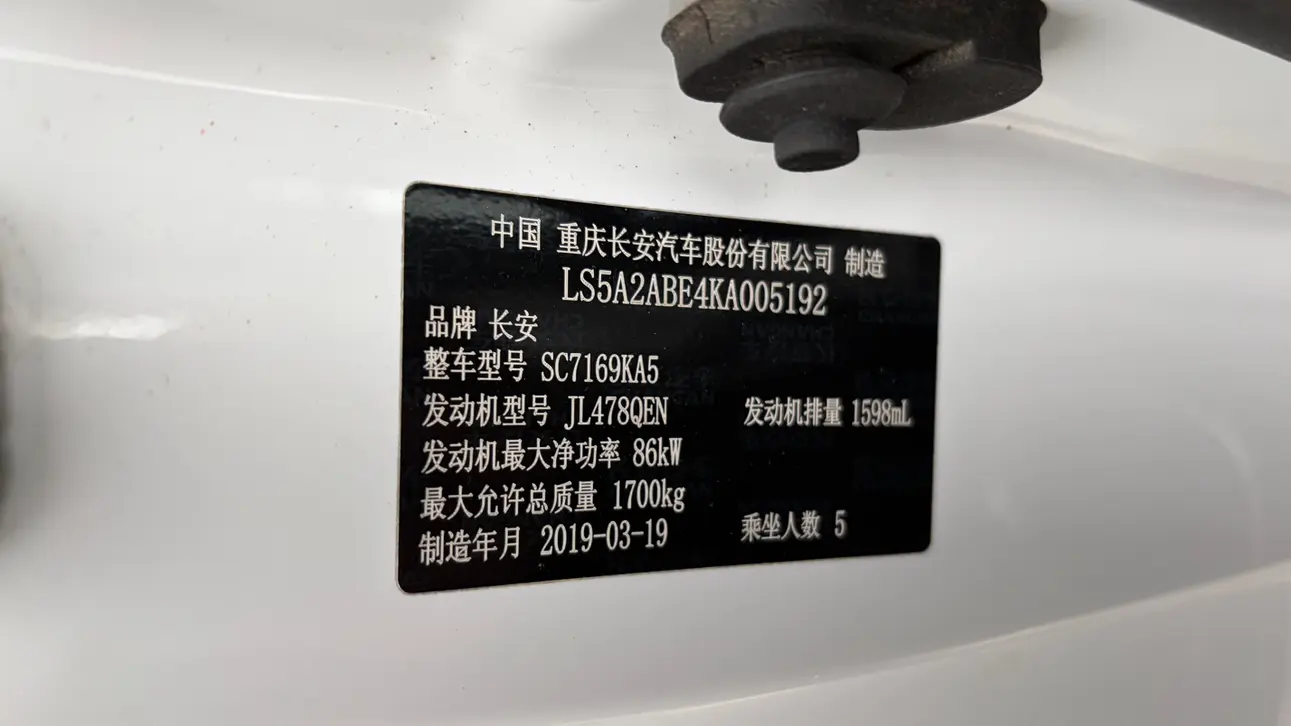 中国 重庆长安汽车股份有限公司 制造
LS5A2ABE4KA005192
品牌 长安
整车型号 SC7169KA5
发动机型号 JL478QEN 发动机排量 1598mL
发动机最大净功率 86kW
最大允许总质量 1700kg
制造年月 2019-03-19 乘坐人数 5